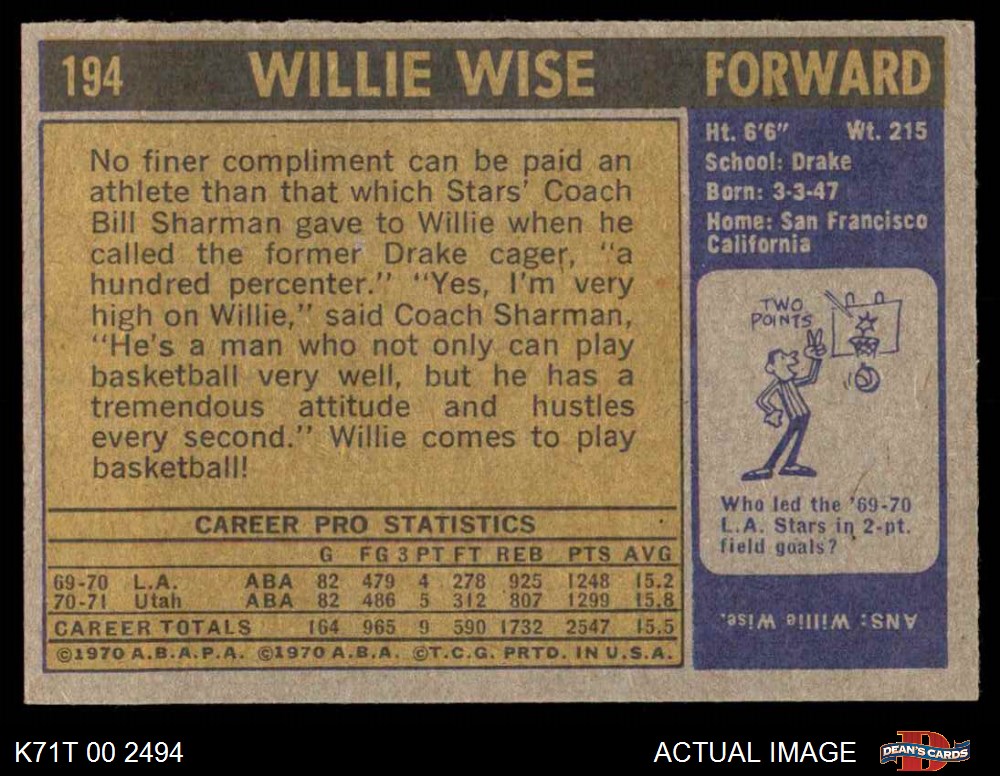 194 WILLIE WISE FORWARD
No finer compliment can be paid an
athlete than that which Stars' Coach
Bill Sharman gave to Willie when he
called the former Drake cager, "a
hundred percenter." "Yes, I'm very
high on Willie," said Coach Sharman,
"He's a man who not only can play
basketball very well, but he has a
tremendous attitude and hustles
every second." Willie comes to play
basketball!
CAREER PRO STATISTICS
G FG 3 PT FT REB PTS AVG
69-70 L.A. ABA 82 479 4 278 925 1248 15.2
70-71 Utah ABA 82 486 5 312 807 1299 15.8
CAREER TOTALS 164 965 9 590 1732 2547 15.5
©1970 A.B.A.P.A. ©1970 A.B.A. ©T.C.G. PRTD. IN U.S.A.
Ht. 6'6" Wt. 215
School: Drake
Born: 3-3-47
Home: San Francisco
California
TWO
POINTS
Who led the '69-70
L.A. Stars in 2-pt.
field goals?
ANS: Willie Wise.
K71T 00 2494 ACTUAL IMAGE D DEAN'S CARDS